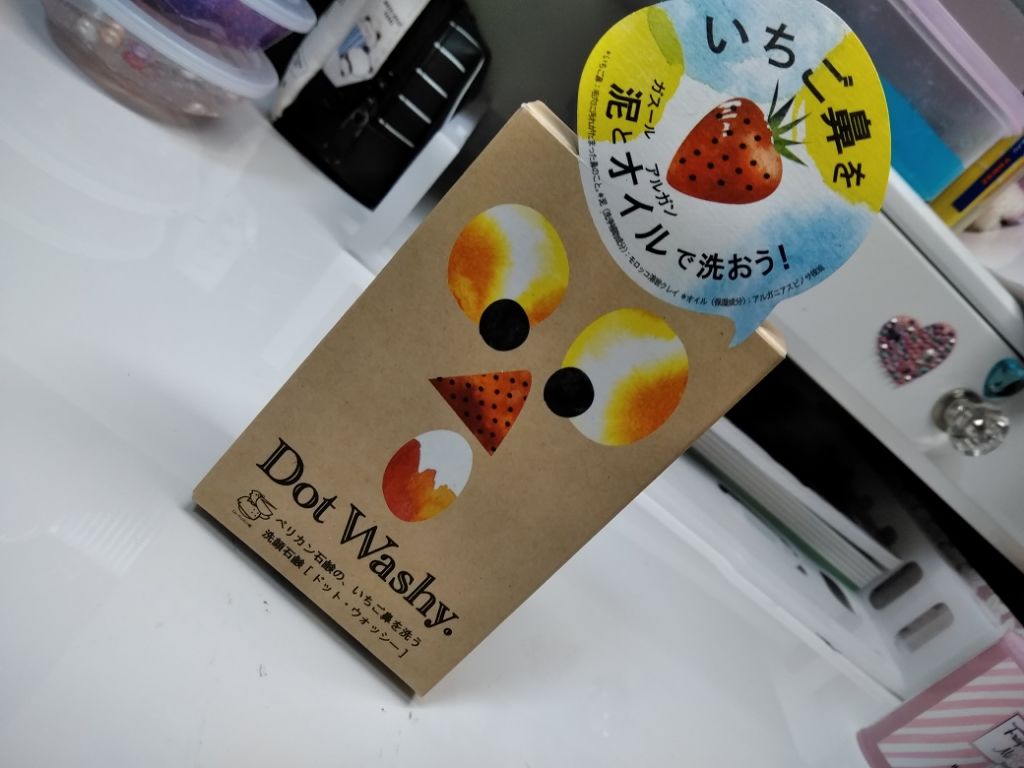 いちご鼻を
ガスール
泥と
アルガン
オイルで洗おう!
Dot Washy.
ペリカン石鹸の、いちご鼻を洗う
洗顔石鹸[ドット・ウォッシー]